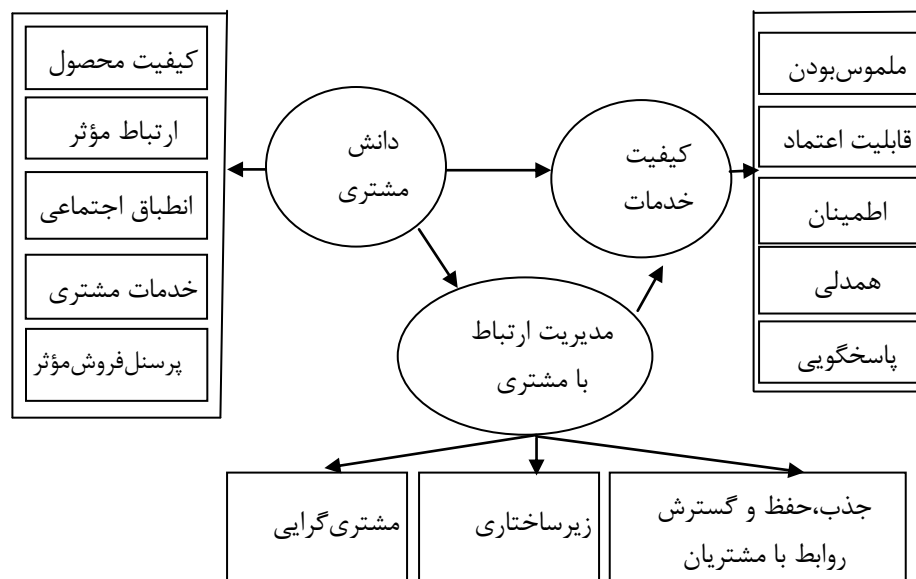 کیفیت محصول
ارتباط مؤثر
انطباق اجتماعی
خدمات مشتری
پرسنل‌فروش‌مؤثر
دانش
مشتری
کیفیت
خدمات
مدیریت ارتباط
با مشتری
ملموس‌بودن
قابلیت اعتماد
اطمینان
همدلی
پاسخگویی
مشتری‌گرایی
زیرساختاری
جذب،حفظ و گسترش
روابط با مشتریان